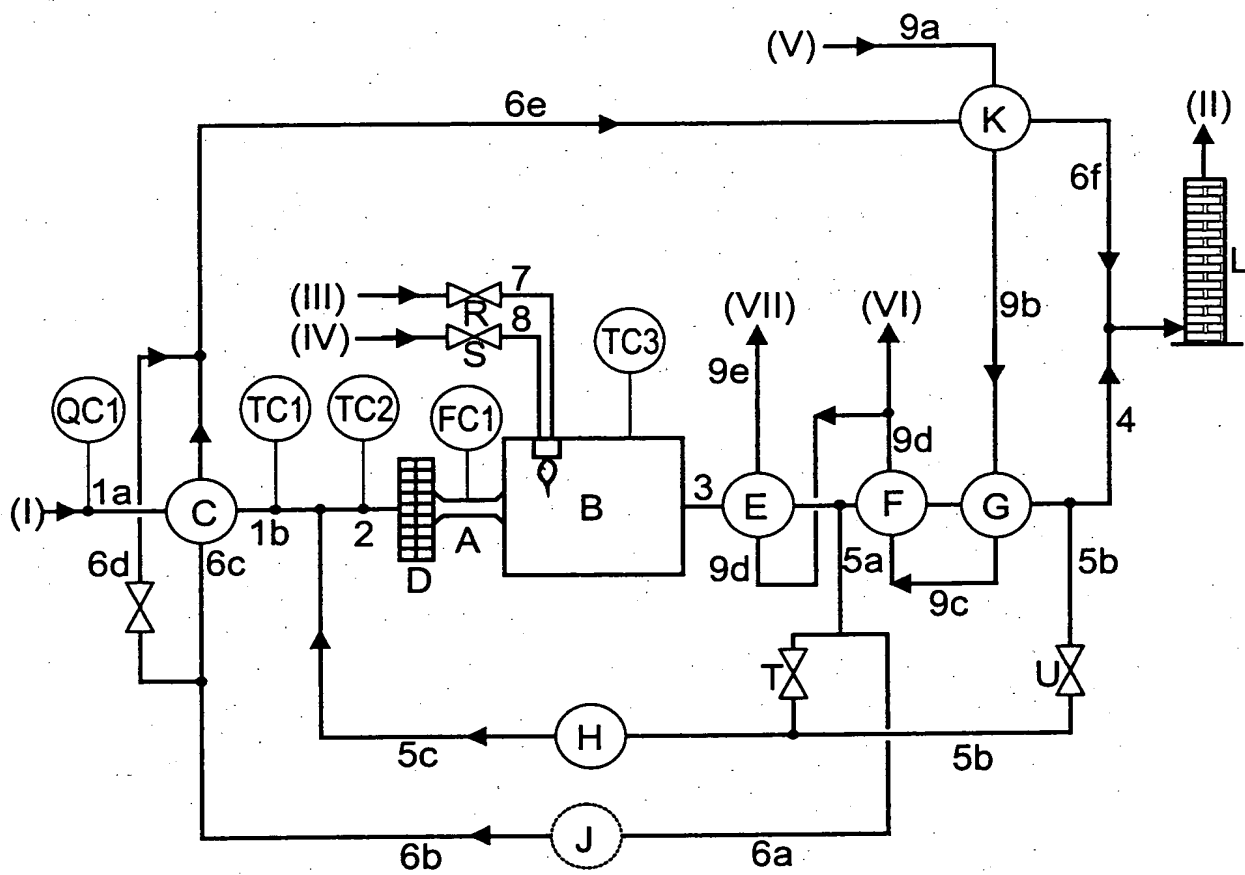 9a
(V)
6e
K
(II)
6f
L
(III)
7
R
8
(IV)
S
9b
(VII)
(VI)
TC3
9e
9d
4
QC1
TC1
TC2
FC1
(I)
1a
C
1b
2
D
A
B
3
E
F
G
6d
6c
9d
5a
9c
5b
T
U
H
5c
5b
J
6b
6a